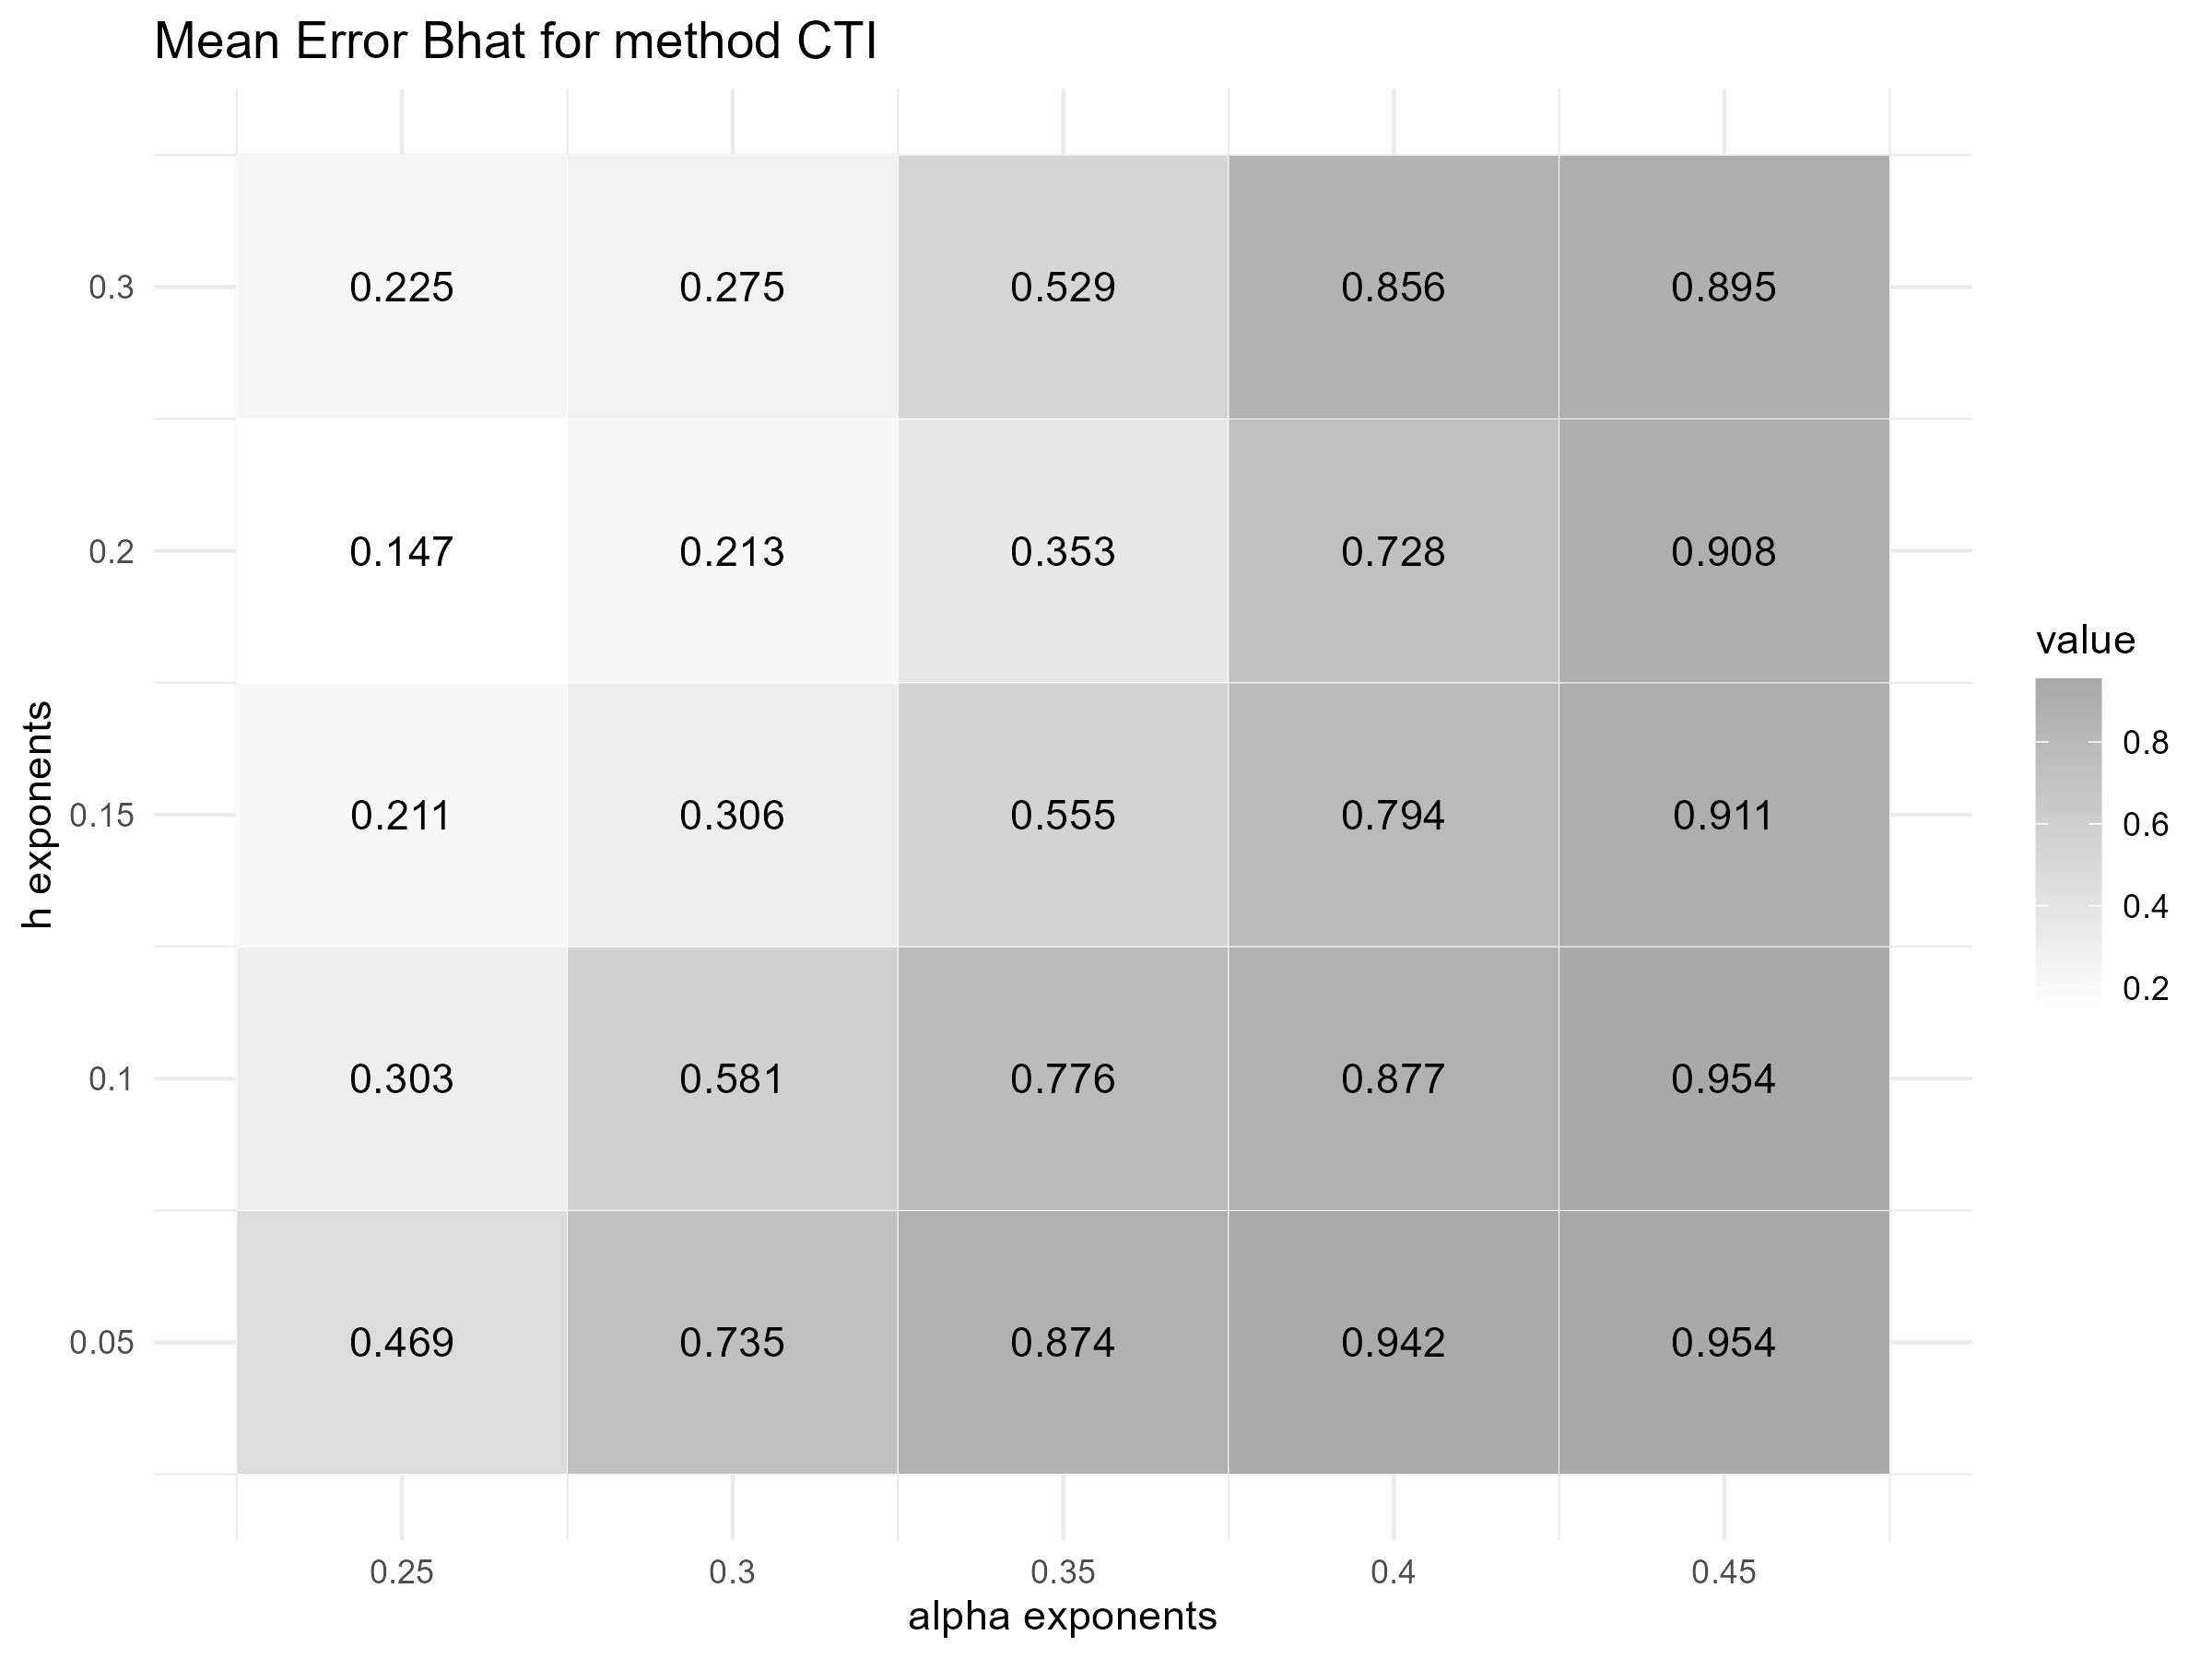 Mean Error Bhat for method CTI
0.3 0.225 0.275 0.529 0.856 0.895
0.2 0.147 0.213 0.353 0.728 0.908
0.15 0.211 0.306 0.555 0.794 0.911
0.1 0.303 0.581 0.776 0.877 0.954
0.05 0.469 0.735 0.874 0.942 0.954
h exponents
0.25 0.3 0.35 0.4 0.45
alpha exponents
value
0.8
0.6
0.4
0.2